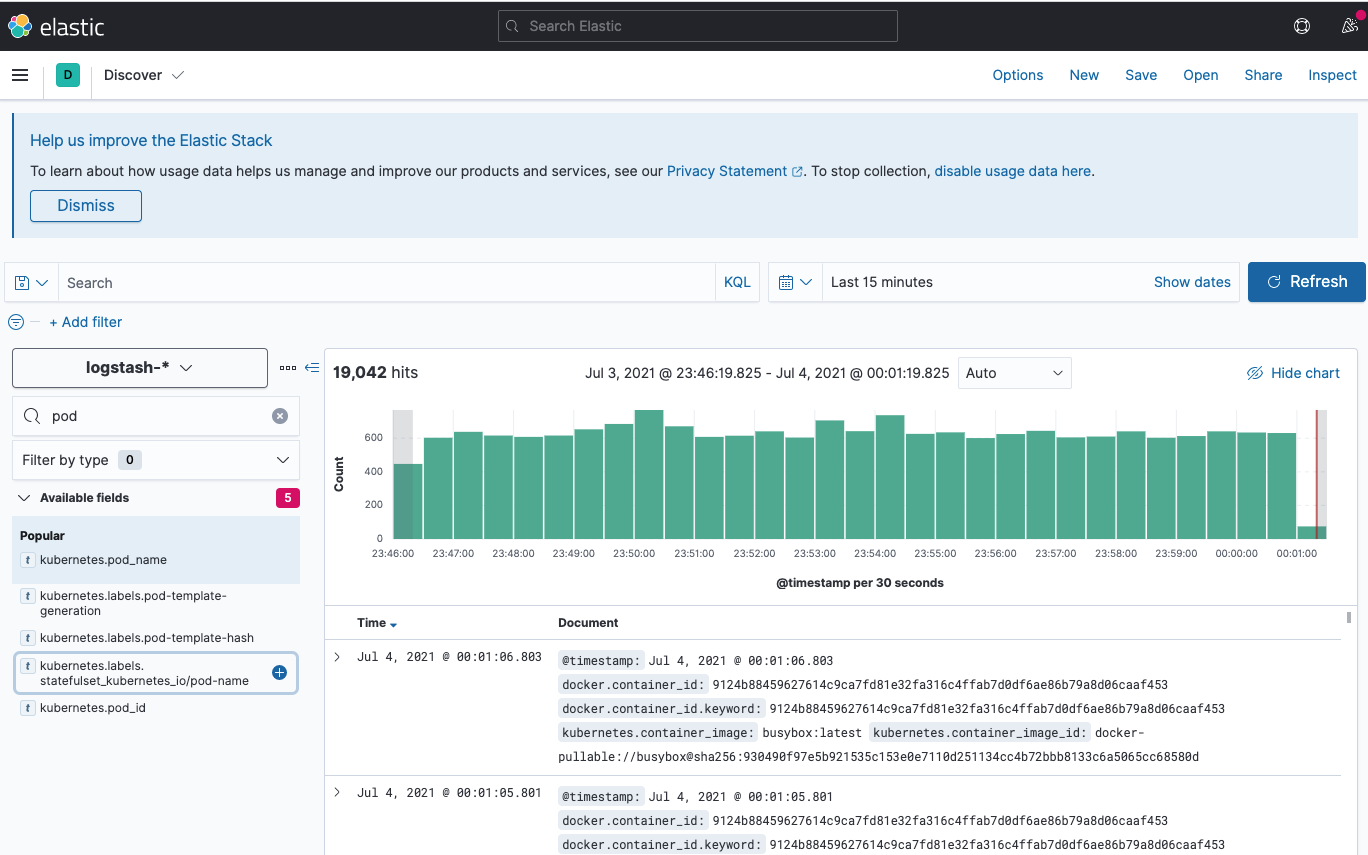 elastic
Search Elastic
D
Discover
Options
New
Save
Open
Share
Inspect
Help us improve the Elastic Stack
To learn about how usage data helps us manage and improve our products and services, see our Privacy Statement. To stop collection, disable usage data here.
Dismiss
Search
KQL
Last 15 minutes
Show dates
Refresh
+ Add filter
logstash-*
pod
Filter by type 0
Available fields 5
Popular
t kubernetes.pod_name
t kubernetes.labels.pod-template-
generation
t kubernetes.labels.pod-template-hash
t kubernetes.labels.
statefulset_kubernetes_io/pod-name
t kubernetes.pod_id
19,042 hits
Jul 3, 2021 @ 23:46:19.825 - Jul 4, 2021 @ 00:01:19.825
Auto
Hide chart
Count
600
400
200
0
23:46:00 23:47:00 23:48:00 23:49:00 23:50:00 23:51:00 23:52:00 23:53:00 23:54:00 23:55:00 23:56:00 23:57:00 23:58:00 23:59:00 00:00:00 00:01:00
@timestamp per 30 seconds
Time Document
Jul 4, 2021 @ 00:01:06.803
@timestamp: Jul 4, 2021 @ 00:01:06.803
docker.container_id: 9124b88459627614c9ca7fd81e32fa316c4ffab7d0df6ae86b79a8d06caaf453
docker.container_id.keyword: 9124b88459627614c9ca7fd81e32fa316c4ffab7d0df6ae86b79a8d06caaf453
kubernetes.container_image: busybox:latest kubernetes.container_image_id: docker-
pullable://busybox@sha256:930490f97e5b921535c153e0e7110d251134cc4b72bbb8133c6a5065cc68580d
Jul 4, 2021 @ 00:01:05.801
@timestamp: Jul 4, 2021 @ 00:01:05.801
docker.container_id: 9124b88459627614c9ca7fd81e32fa316c4ffab7d0df6ae86b79a8d06caaf453
docker.container_id.keyword: 9124b88459627614c9ca7fd81e32fa316c4ffab7d0df6ae86b79a8d06caaf453